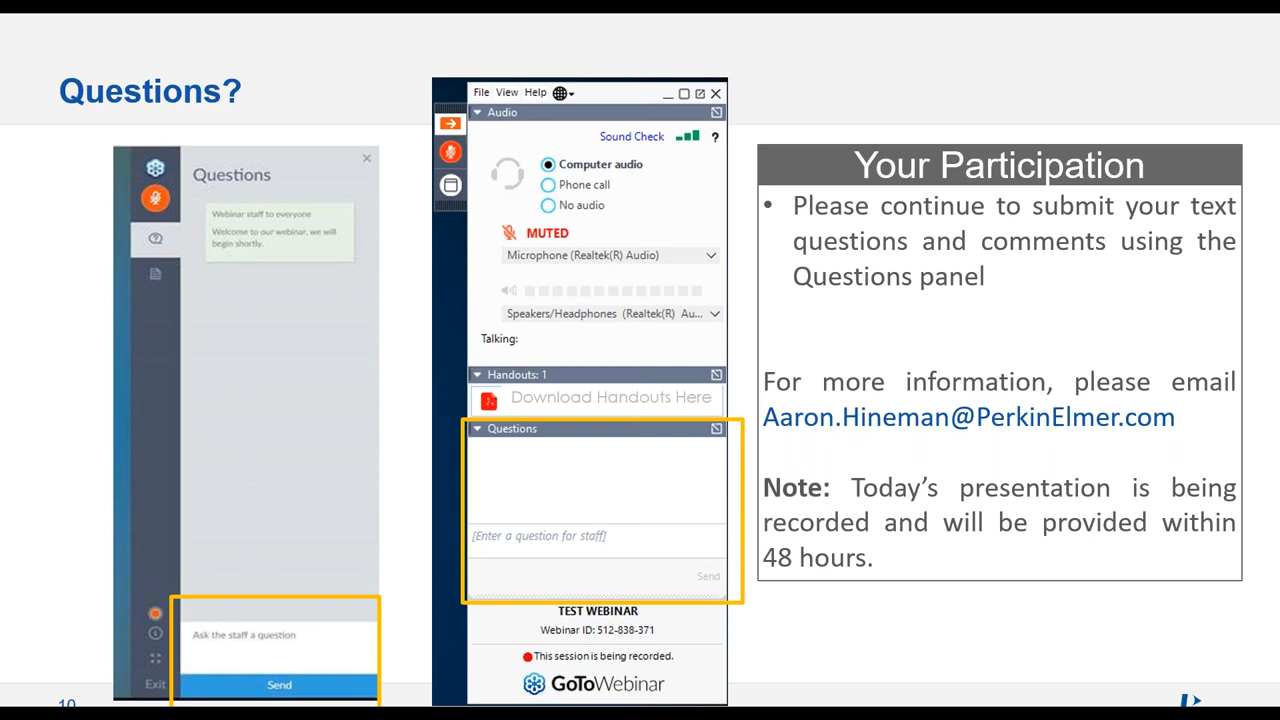 Questions?
Questions
Webinar staff to everyone
Welcome to our webinar, we will
begin shortly.
Ask the staff a question
Send
Exit
File View Help
Audio
Sound Check
?
Computer audio
Phone call
No audio
MUTED
Microphone (Realtek(R) Audio)
Speakers/Headphones (Realtek(R) Au...
Talking:
Handouts: 1
Download Handouts Here
Questions
[Enter a question for staff]
Send
TEST WEBINAR
Webinar ID: 512-838-371
This session is being recorded.
GoToWebinar
Your Participation
• Please continue to submit your text
questions and comments using the
Questions panel
For more information, please email
Aaron.Hineman@PerkinElmer.com
Note: Today's presentation is being
recorded and will be provided within
48 hours.
10